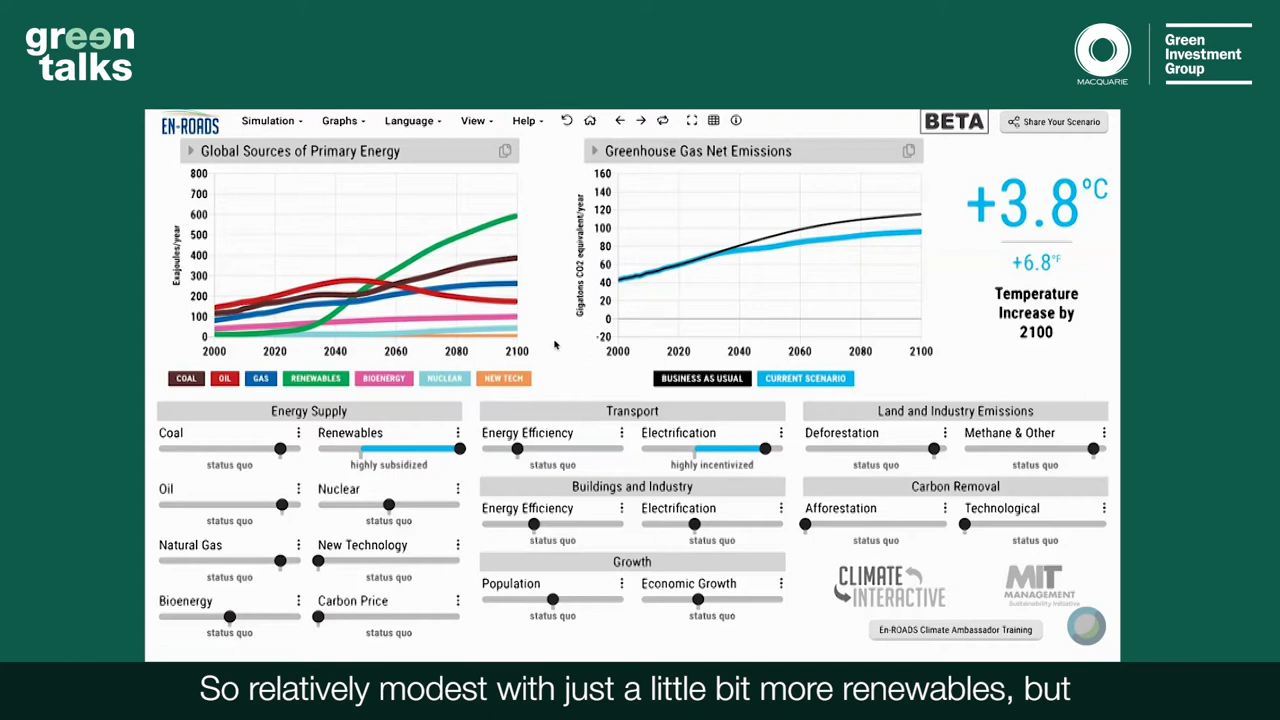 green
talks
MACQUARIE
Green
Investment
Group
EN-ROADS
Simulation
Graphs
Language
View
Help
BETA
Share Your Scenario
Global Sources of Primary Energy
Greenhouse Gas Net Emissions
800
700
600
500
400
300
200
100
0
Exajoules/year
2000 2020 2040 2060 2080 2100
160
140
120
100
80
60
40
20
0
-20
Gigatons CO2 equivalent/year
2000 2020 2040 2060 2080 2100
+3.8°C
+6.8°F
Temperature
Increase by
2100
COAL OIL GAS RENEWABLES BIOENERGY NUCLEAR NEW TECH
BUSINESS AS USUAL CURRENT SCENARIO
Energy Supply
Coal
status quo
Renewables
highly subsidized
Oil
status quo
Nuclear
status quo
Natural Gas
status quo
New Technology
status quo
Bioenergy
status quo
Carbon Price
status quo
Transport
Energy Efficiency
status quo
Electrification
highly incentivized
Buildings and Industry
Energy Efficiency
status quo
Electrification
status quo
Growth
Population
status quo
Economic Growth
status quo
Land and Industry Emissions
Deforestation
status quo
Methane & Other
status quo
Carbon Removal
Afforestation
status quo
Technological
status quo
CLIMATE
INTERACTIVE
MIT
MANAGEMENT
Sustainability Initiative
En-ROADS Climate Ambassador Training
So relatively modest with just a little bit more renewables, but